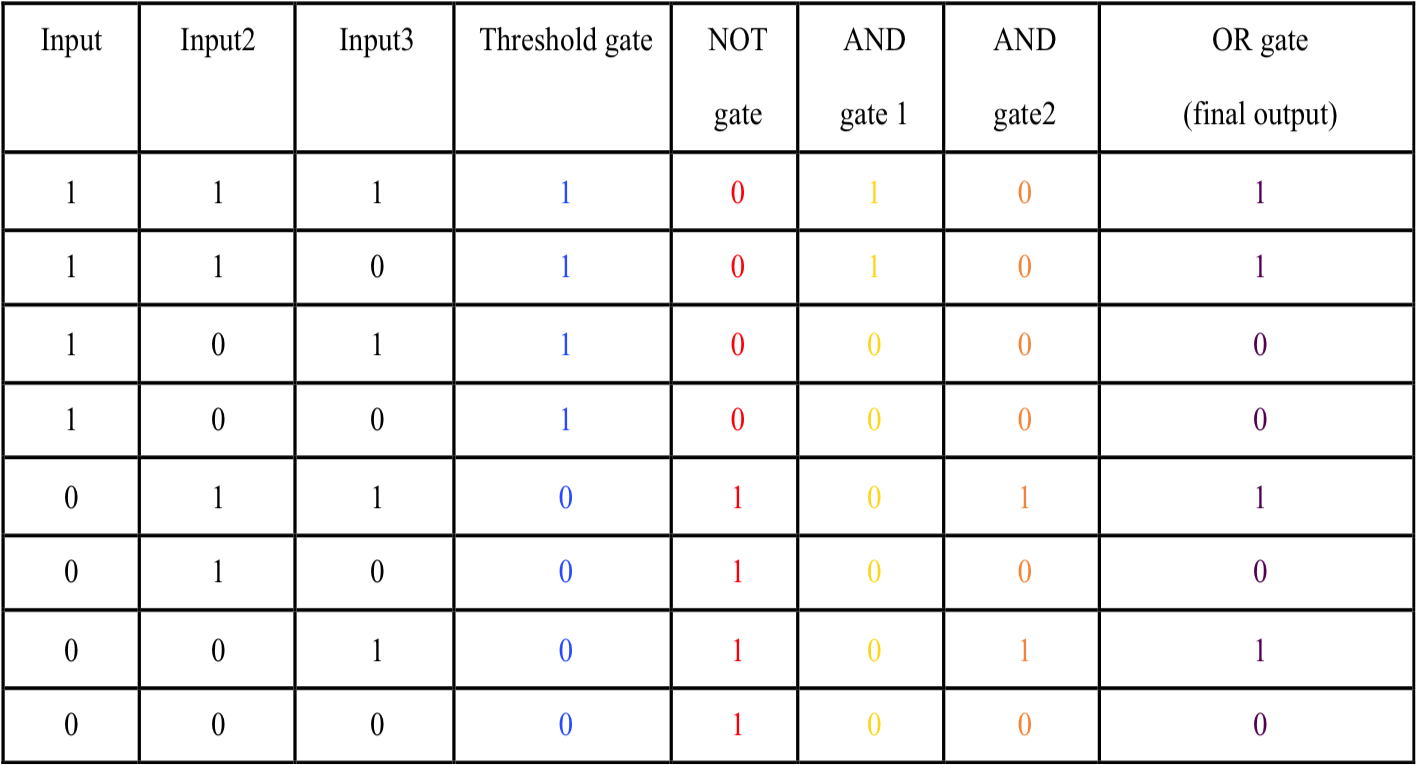 Input Input2 Input3 Threshold gate NOT AND AND OR gate
gate gate 1 gate2 (final output)
1 1 1 1 0 1 0 1
1 1 0 1 0 1 0 1
1 0 1 1 0 0 0 0
1 0 0 1 0 0 0 0
0 1 1 0 1 0 1 1
0 1 0 0 1 0 0 0
0 0 1 0 1 0 1 1
0 0 0 0 1 0 0 0